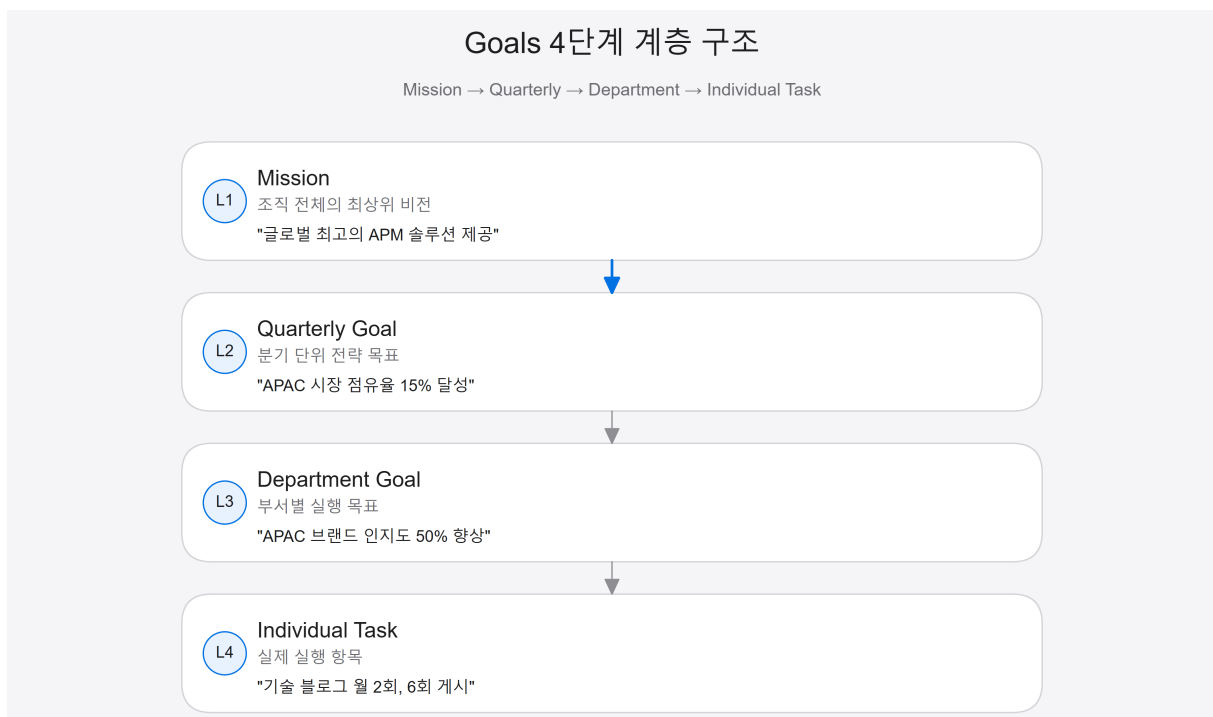 Goals 4단계 계층 구조
Mission → Quarterly → Department → Individual Task
L1
Mission
조직 전체의 최상위 비전
"글로벌 최고의 APM 솔루션 제공"
L2
Quarterly Goal
분기 단위 전략 목표
"APAC 시장 점유율 15% 달성"
L3
Department Goal
부서별 실행 목표
"APAC 브랜드 인지도 50% 향상"
L4
Individual Task
실제 실행 항목
"기술 블로그 월 2회, 6회 게시"